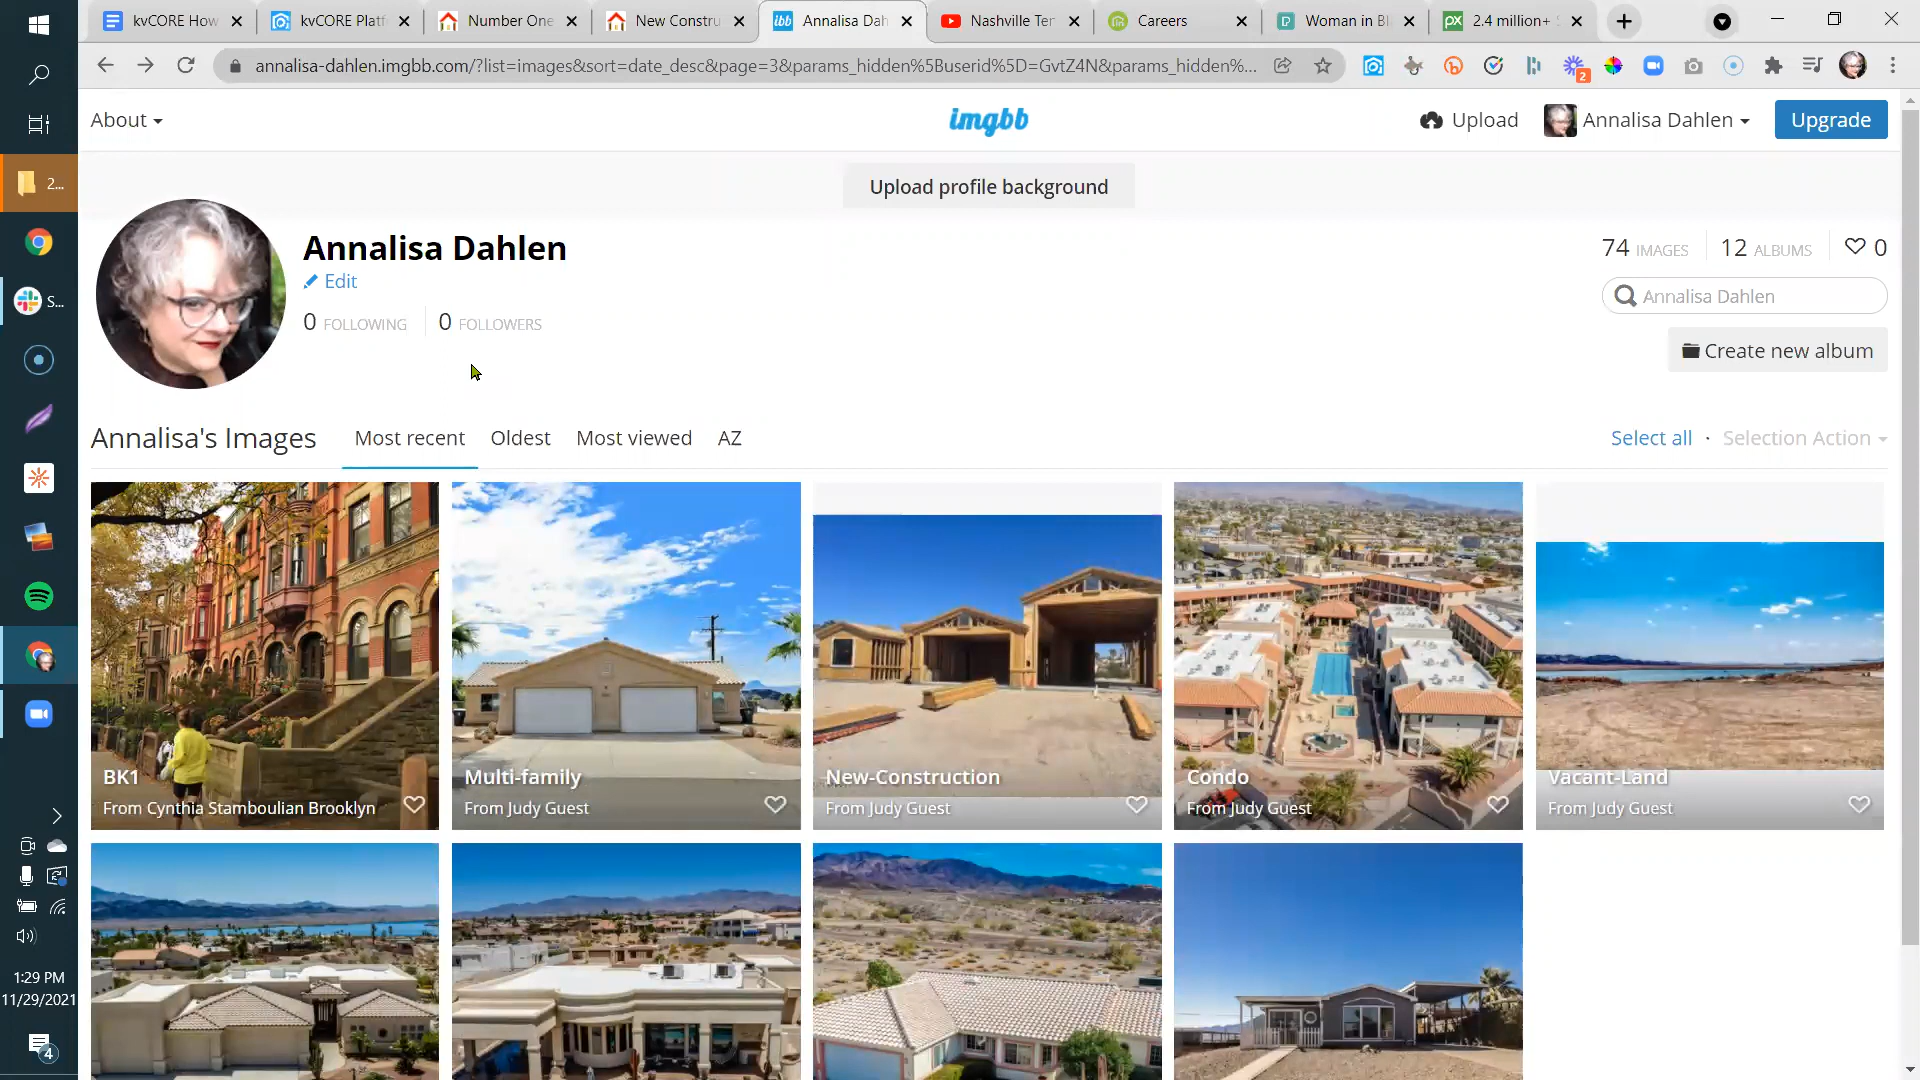 kvCORE How
kvCORE Platf
Number One
New Constru
ibb Annalisa Dah
Nashville Ter
Careers
Woman in Bl
px 2.4 million+
annalisa-dahlen.imgbb.com/?list=images&sort=date_desc&page=3&params_hidden%5Buserid%5D=GvtZ4N&params_hidden%...
2
2...
S...
About
imgbb
Upload
Annalisa Dahlen
Upgrade
Upload profile background
Annalisa Dahlen
Edit
0 FOLLOWING
0 FOLLOWERS
74 IMAGES
12 ALBUMS
0
Annalisa Dahlen
Create new album
Annalisa's Images
Most recent
Oldest
Most viewed
AZ
Select all · Selection Action
BK1
From Cynthia Stamboulian Brooklyn
Multi-family
From Judy Guest
New-Construction
From Judy Guest
Condo
From Judy Guest
Vacant-Land
From Judy Guest
1:29 PM
11/29/2021
4